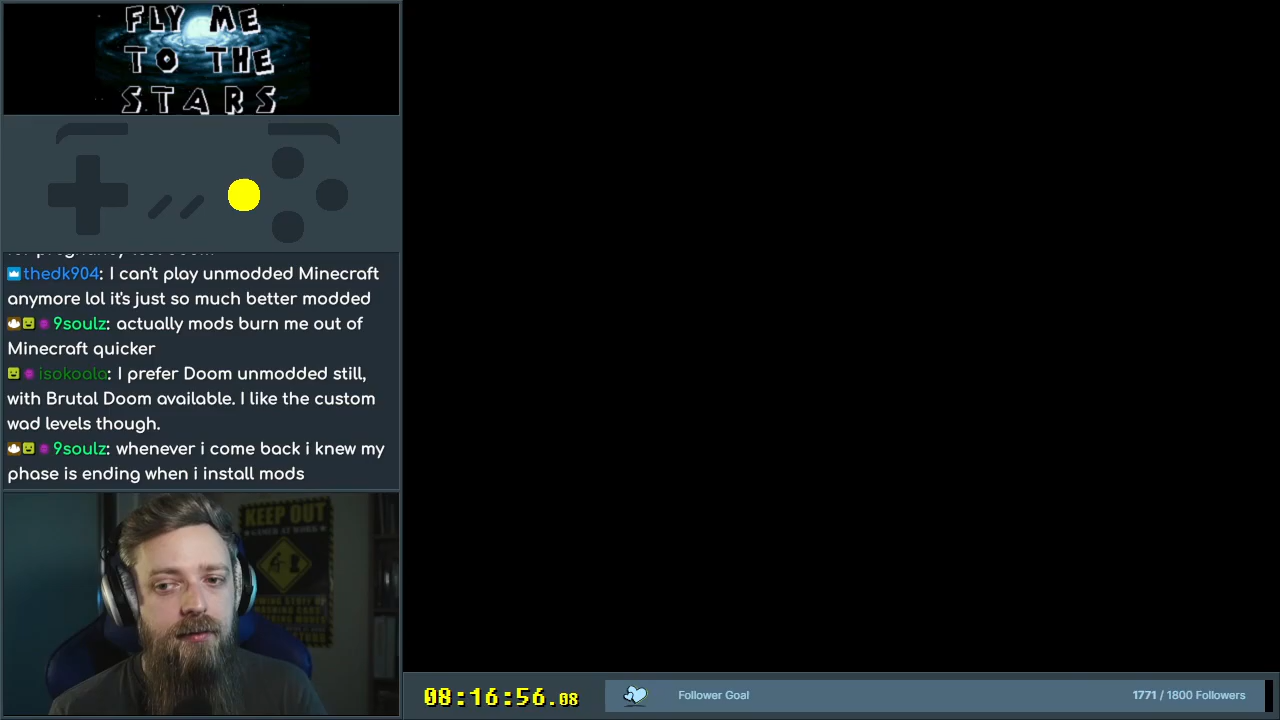 FLY ME
TO THE
STARS
thedk904: I can't play unmodded Minecraft
anymore lol it's just so much better modded
9soulz: actually mods burn me out of
Minecraft quicker
isokoala: I prefer Doom unmodded still,
with Brutal Doom available. I like the custom
wad levels though.
9soulz: whenever i come back i knew my
phase is ending when i install mods
KEEP OUT
GAMER AT WORK
08:16:56.08
Follower Goal
1771 / 1800 Followers